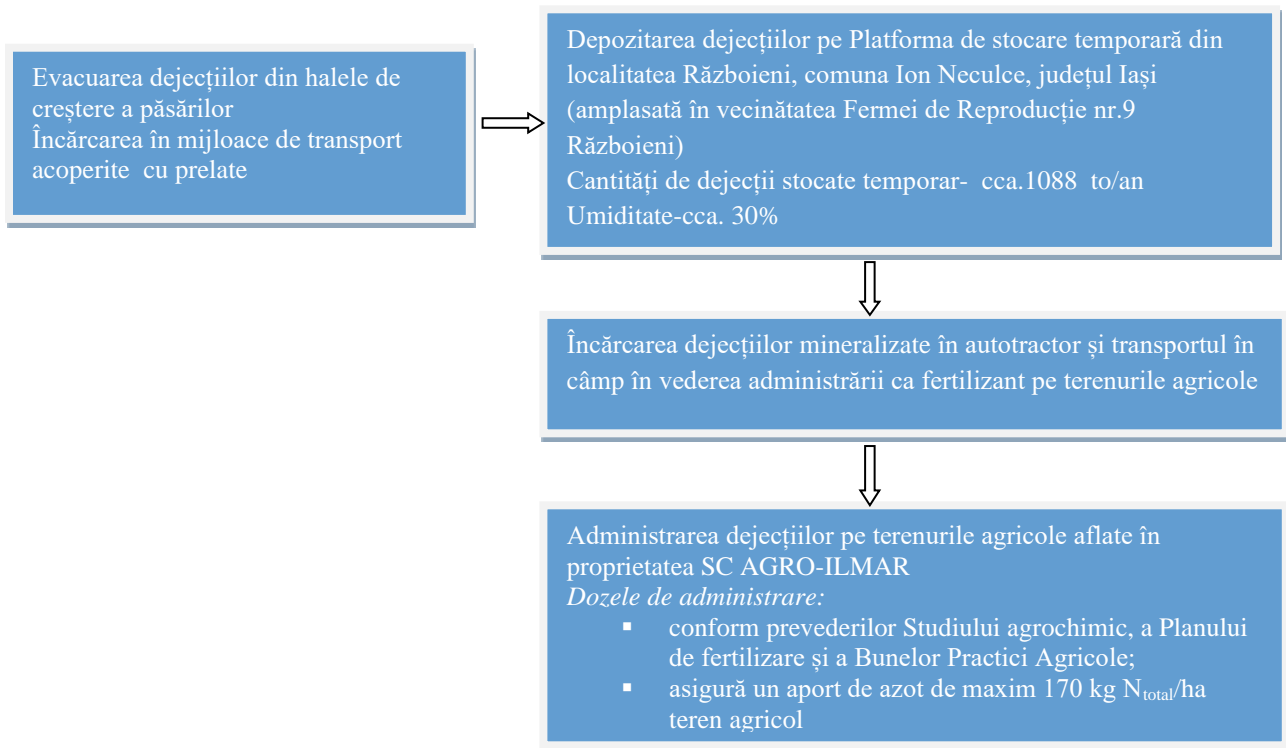 Evacuarea dejecțiilor din halele de
creștere a păsărilor
Încărcarea în mijloace de transport
acoperite cu prelate
Depozitarea dejecțiilor pe Platforma de stocare temporară din
localitatea Războieni, comuna Ion Neculce, județul Iași
(amplasată în vecinătatea Fermei de Reproducție nr.9
Războieni)
Cantități de dejecții stocate temporar- cca.1088 to/an
Umiditate-cca. 30%
Încărcarea dejecțiilor mineralizate în autotractor și transportul în
câmp în vederea administrării ca fertilizant pe terenurile agricole
Administrarea dejecțiilor pe terenurile agricole aflate în
proprietatea SC AGRO-ILMAR
Dozele de administrare:
▪ conform prevederilor Studiului agrochimic, a Planului
de fertilizare și a Bunelor Practici Agricole;
▪ asigură un aport de azot de maxim 170 kg Ntotal/ha
teren agricol